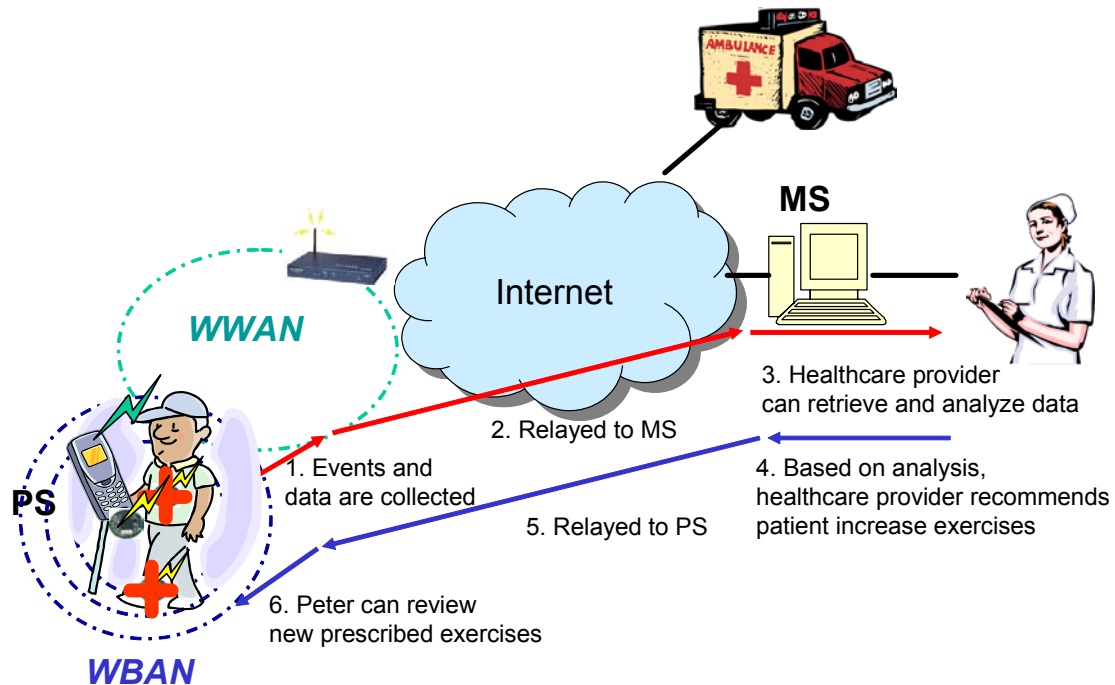 AMBULANCE
MS
Internet
WWAN
3. Healthcare provider
can retrieve and analyze data
2. Relayed to MS
1. Events and
data are collected
4. Based on analysis,
healthcare provider recommends
patient increase exercises
PS
5. Relayed to PS
6. Peter can review
new prescribed exercises
WBAN